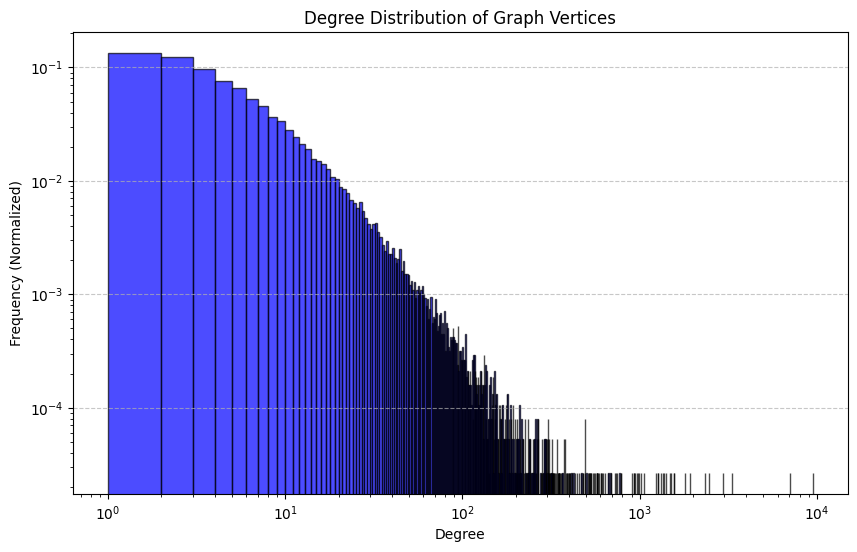 Degree Distribution of Graph Vertices
Frequency (Normalized)
10⁻¹
10⁻²
10⁻³
10⁻⁴
10⁰ 10¹ 10² 10³ 10⁴
Degree